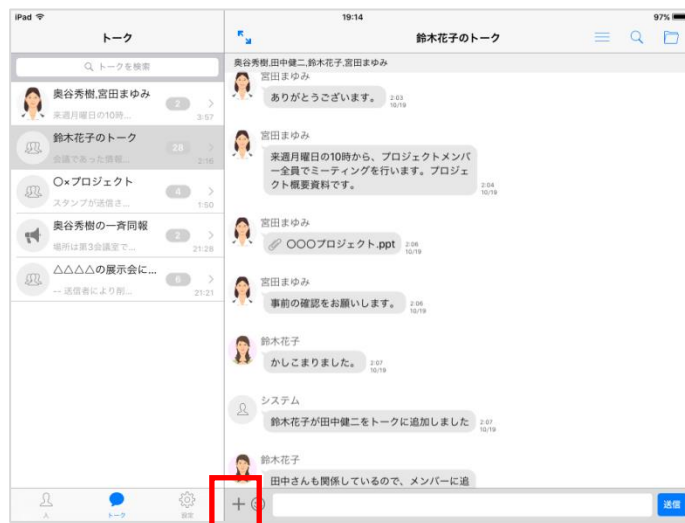 iPad
19:14
97%
トーク
鈴木花子のトーク
トークを検索
奥谷秀樹,宮田まゆみ
2
来週月曜日の10時...
3:57
鈴木花子のトーク
28
会議であった情報...
2:16
○×プロジェクト
4
スタンプが送信さ...
1:50
奥谷秀樹の一斉同報
2
場所は第3会議室で...
21:28
△△△△の展示会に...
6
-- 送信者により削...
21:21
人
トーク
設定
奥谷秀樹,田中健二,鈴木花子,宮田まゆみ
宮田まゆみ
ありがとうございます。
2:03
10/19
宮田まゆみ
来週月曜日の10時から、プロジェクトメンバ
ー全員でミーティングを行います。プロジェ
クト概要資料です。
2:04
10/19
宮田まゆみ
○○○プロジェクト.ppt
2:06
10/19
宮田まゆみ
事前の確認をお願いします。
2:06
10/19
鈴木花子
かしこまりました。
2:07
10/19
システム
鈴木花子が田中健二をトークに追加しました
2:07
10/19
鈴木花子
田中さんも関係しているので、メンバーに追
送信